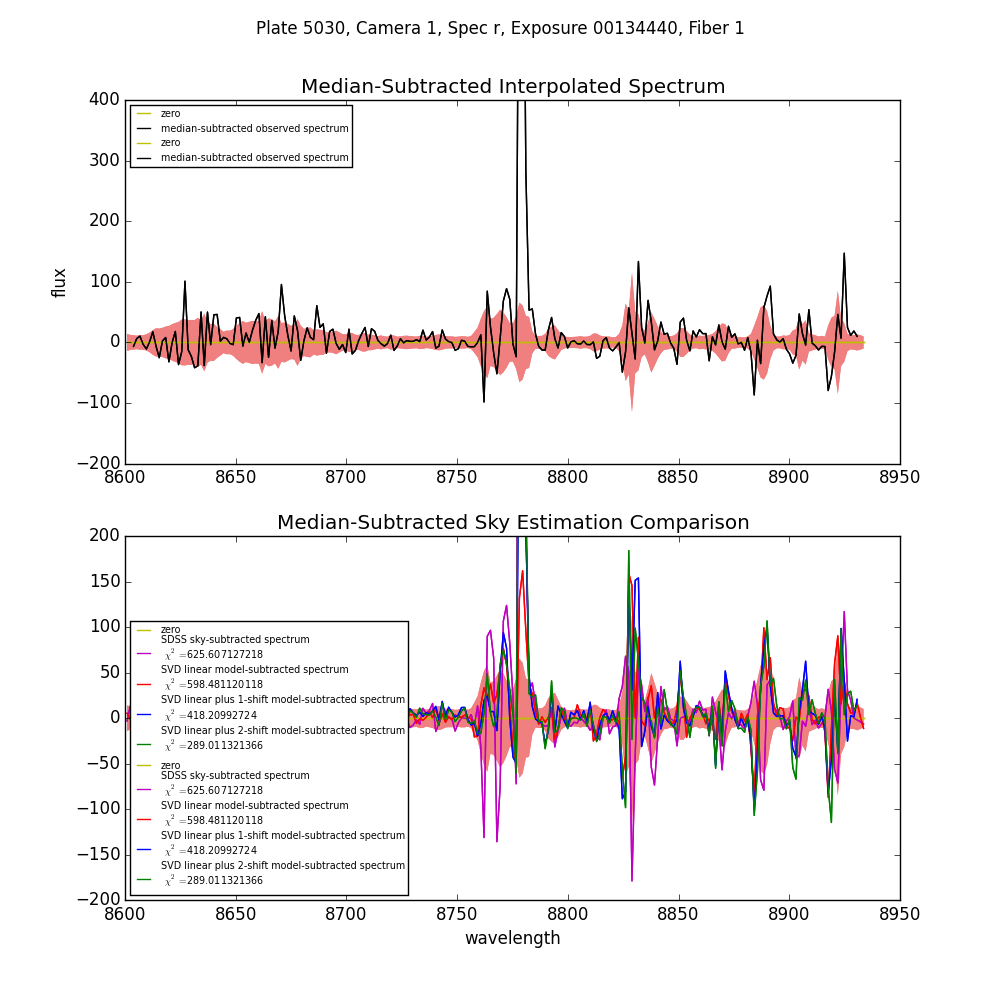 Plate 5030, Camera 1, Spec r, Exposure 00134440, Fiber 1
Median-Subtracted Interpolated Spectrum
400
300
200
100
0
−100
−200
flux
zero
median-subtracted observed spectrum
zero
median-subtracted observed spectrum
8600 8650 8700 8750 8800 8850 8900 8950
Median-Subtracted Sky Estimation Comparison
200
150
100
50
0
−50
−100
−150
−200
zero
SDSS sky-subtracted spectrum
χ² =625.607127218
SVD linear model-subtracted spectrum
χ² =598.481120118
SVD linear plus 1-shift model-subtracted spectrum
χ² =418.20992724
SVD linear plus 2-shift model-subtracted spectrum
χ² =289.011321366
zero
SDSS sky-subtracted spectrum
χ² =625.607127218
SVD linear model-subtracted spectrum
χ² =598.481120118
SVD linear plus 1-shift model-subtracted spectrum
χ² =418.20992724
SVD linear plus 2-shift model-subtracted spectrum
χ² =289.011321366
8600 8650 8700 8750 8800 8850 8900 8950
wavelength